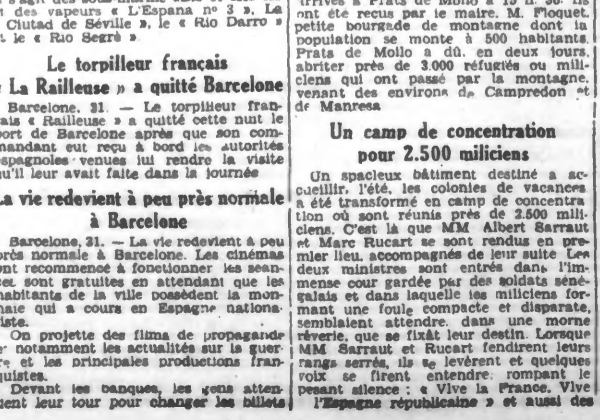 des vapeurs « L'Espana nº 3 ». La
Ciutad de Séville », le « Rio Darro »
et le « Rio Segre ».
Le torpilleur français
« La Railleuse » a quitté Barcelone
Barcelone, 31. — Le torpilleur fran-
çais « Railleuse » a quitté cette nuit le
port de Barcelone après que son com-
mandant eut reçu à bord les autorités
espagnoles venues lui rendre la visite
qu'il leur avait faite dans la journée
La vie redevient à peu près normale
à Barcelone
Barcelone, 31. — La vie redevient à peu
près normale à Barcelone. Les cinémas
ont recommencé à fonctionner les séan-
ces sont gratuites en attendant que les
habitants de la ville possèdent la mon-
naie qui a cours en Espagne nationa-
liste.
On projette des films de propagande
et notamment les actualités sur la guer-
re et les principales productions fran-
quistes.
Devant les banques, les gens atten-
dent leur tour pour changer les billets
arrivés à Prats de Mollo à 15 h. 30. Ils
ont été recus par le maire. M. Floquet,
petite bourgade de montagne dont la
population se monte à 500 habitants,
Prats de Mollo a dû, en deux jours,
abriter près de 3.000 réfugiés ou mili-
ciens qui ont passé par la montagne,
venant des environs de Campredon et
de Manresa
Un camp de concentration
pour 2.500 miliciens
Un spacieux bâtiment destiné à ac-
cueillir, l'été, les colonies de vacances
a été transformé en camp de concentra
tion où sont réunis près de 2.500 mili-
ciens. C'est là que MM Albert Sarraut
et Marc Rucart se sont rendus en pre-
mier lieu, accompagnés de leur suite Les
deux ministres sont entrés dans l'im-
mense cour gardée par des soldats séné-
galais et dans laquelle les miliciens for-
mant une foule compacte et disparate,
semblaient attendre, dans une morne
rêverie, que se fixât leur destin. Lorsque
MM Sarraut et Rucart fendirent leurs
rangs serrés, ils se levèrent et quelques
voix se firent entendre, rompant le
pesant silence : « Vive la France, Vive
l'Espagne républicaine » et aussi des